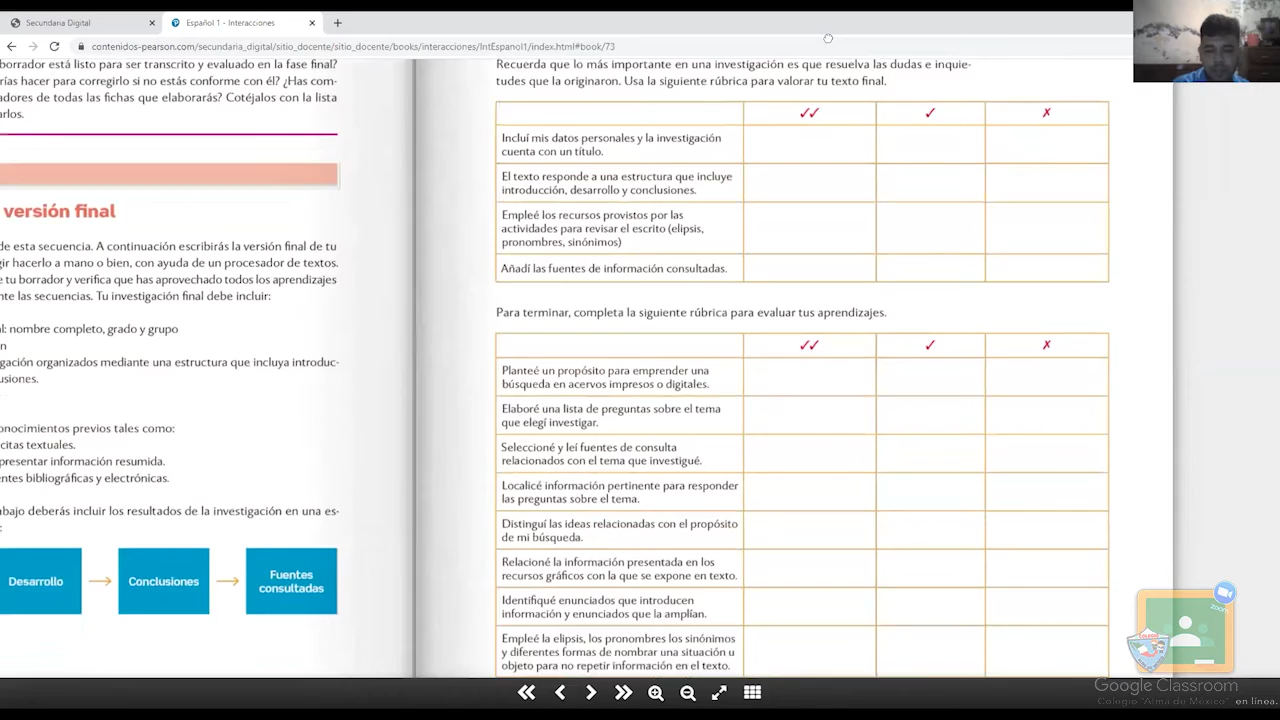 Secundaria Digital
Español 1 - Interacciones
contenidos-pearson.com/secundaria_digital/sitio_docente/sitio_docente/books/interacciones/IntEspanol1/index.html#book/73
borrador está listo para ser transcrito y evaluado en la fase final?
rías hacer para corregirlo si no estás conforme con él? ¿Has com-
adores de todas las fichas que elaborarás? Cotéjalos con la lista
arlos.
versión final
de esta secuencia. A continuación escribirás la versión final de tu
gir hacerlo a mano o bien, con ayuda de un procesador de textos.
e tu borrador y verifica que has aprovechado todos los aprendizajes
nte las secuencias. Tu investigación final debe incluir:
al: nombre completo, grado y grupo
n
gación organizados mediante una estructura que incluya introduc-
usiones.
onocimientos previos tales como:
citas textuales.
presentar información resumida.
entes bibliográficas y electrónicas.
abajo deberás incluir los resultados de la investigación en una es-
:
Desarrollo
Conclusiones
Fuentes
consultadas
Recuerda que lo más importante en una investigación es que resuelva las dudas e inquie-
tudes que la originaron. Usa la siguiente rúbrica para valorar tu texto final.
✓✓ ✓ ✗
Incluí mis datos personales y la investigación
cuenta con un título.
El texto responde a una estructura que incluye
introducción, desarrollo y conclusiones.
Empleé los recursos provistos por las
actividades para revisar el escrito (elipsis,
pronombres, sinónimos)
Añadí las fuentes de información consultadas.
Para terminar, completa la siguiente rúbrica para evaluar tus aprendizajes.
✓✓ ✓ ✗
Planteé un propósito para emprender una
búsqueda en acervos impresos o digitales.
Elaboré una lista de preguntas sobre el tema
que elegí investigar.
Seleccioné y leí fuentes de consulta
relacionados con el tema que investigué.
Localicé información pertinente para responder
las preguntas sobre el tema.
Distinguí las ideas relacionadas con el propósito
de mi búsqueda.
Relacioné la información presentada en los
recursos gráficos con la que se expone en texto.
Identifiqué enunciados que introducen
información y enunciados que la amplían.
Empleé la elipsis, los pronombres los sinónimos
y diferentes formas de nombrar una situación u
objeto para no repetir información en el texto.
zoom
Google Classroom
Colegio "Alma de México" en línea.